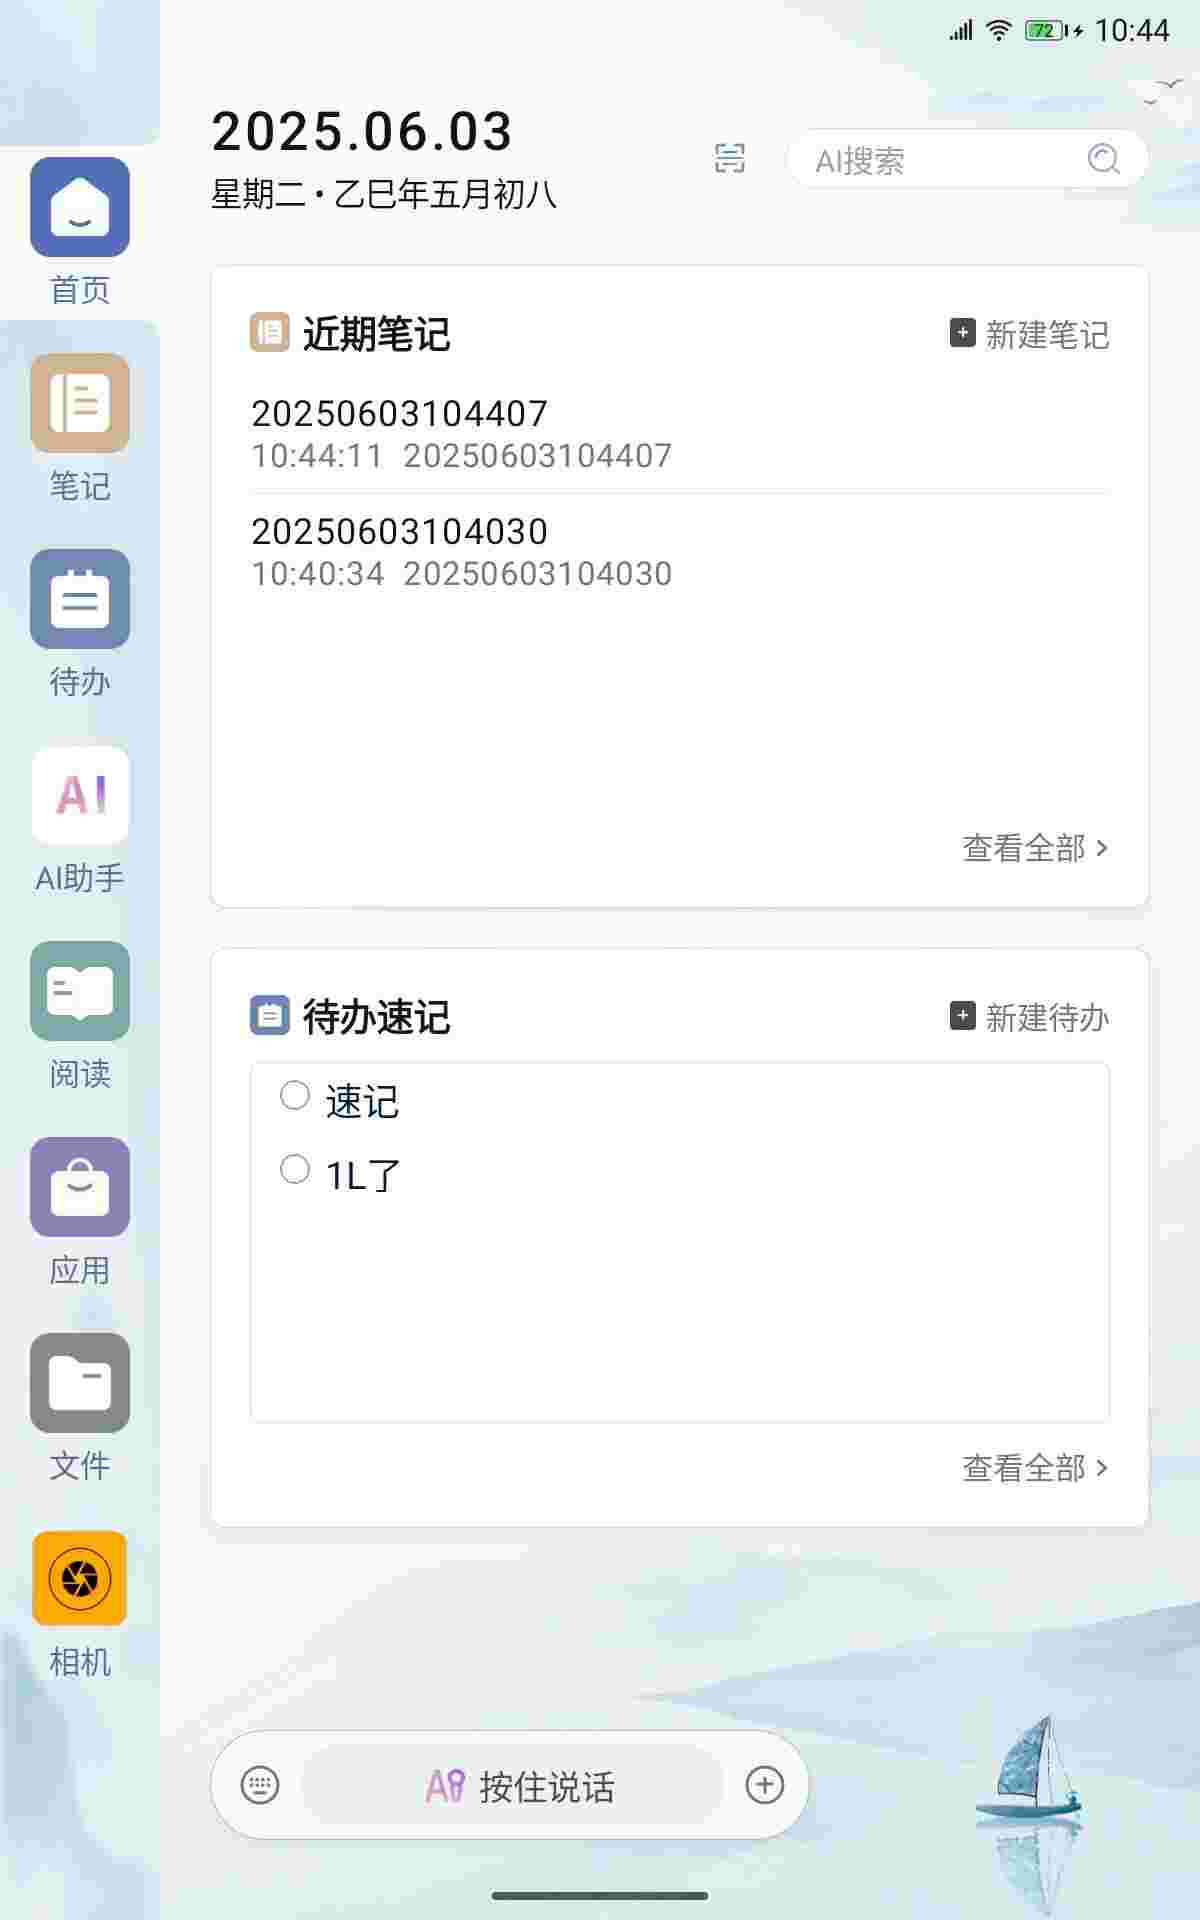 72 10:44
2025.06.03
星期二·乙巳年五月初八
AI搜索
首页
笔记
待办
AI
AI助手
阅读
应用
文件
相机
近期笔记
新建笔记
20250603104407
10:44:11 20250603104407
20250603104030
10:40:34 20250603104030
查看全部 >
待办速记
新建待办
速记
1L了
查看全部 >
AI 按住说话